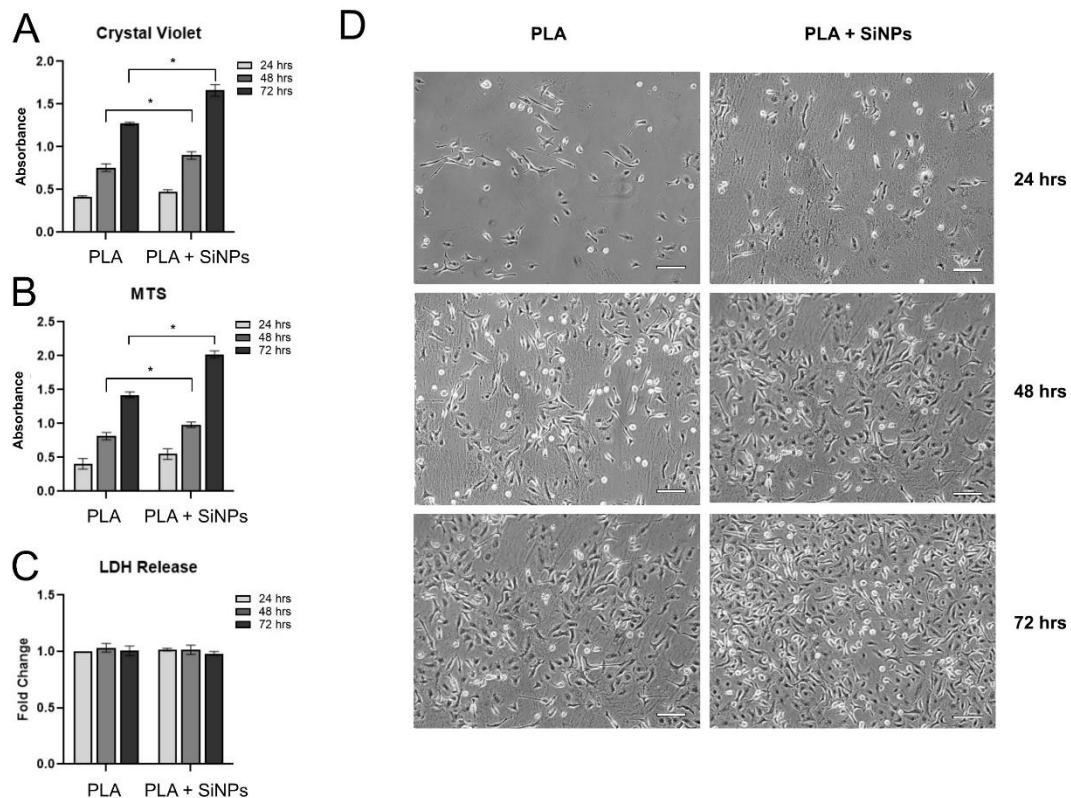 A
Crystal Violet
Absorbance
2.0
1.5
1.0
0.5
0.0
*
*
24 hrs
48 hrs
72 hrs
PLA
PLA + SiNPs
B
MTS
Absorbance
2.5
2.0
1.5
1.0
0.5
0.0
*
*
24 hrs
48 hrs
72 hrs
PLA
PLA + SiNPs
C
LDH Release
Fold Change
1.5
1.0
0.5
0.0
24 hrs
48 hrs
72 hrs
PLA
PLA + SiNPs
D
PLA
PLA + SiNPs
24 hrs
48 hrs
72 hrs